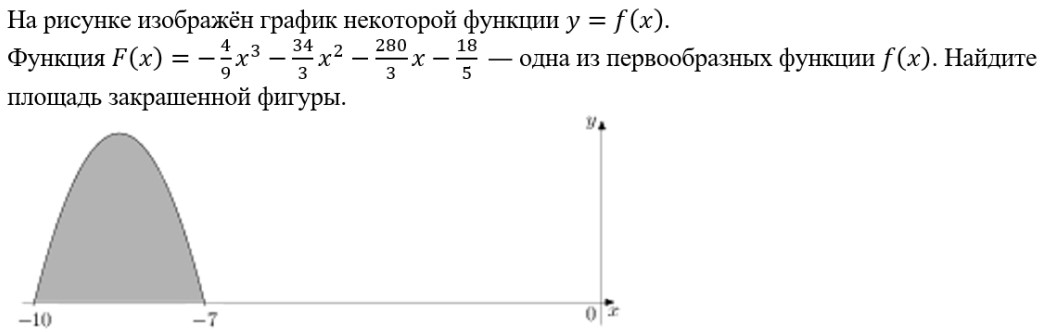 На рисунке изображён график некоторой функции y = f(x).
Функция F(x) = −4/9x³ − 34/3x² − 280/3x − 18/5 — одна из первообразных функции f(x). Найдите
площадь закрашенной фигуры.
y
−10 −7 0 x